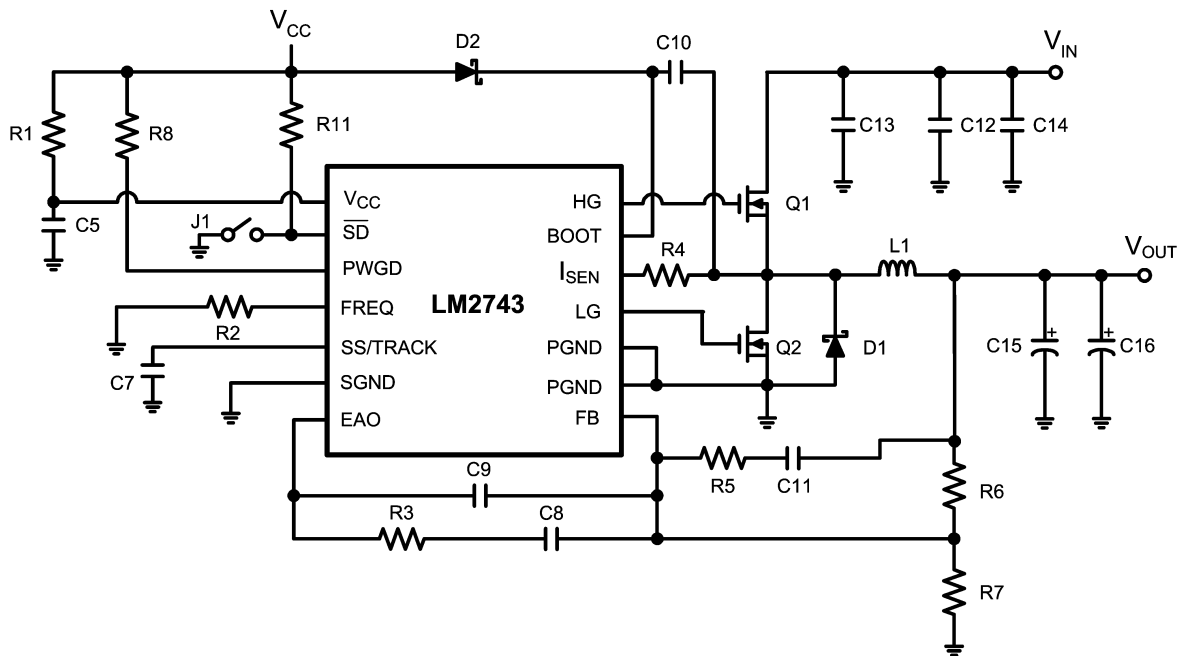 VCC
D2
C10
VIN
R1
R8
R11
C13
C12
C14
C5
J1
VCC
SD
PWGD
FREQ
SS/TRACK
SGND
EAO
LM2743
HG
BOOT
ISEN
LG
PGND
PGND
FB
Q1
R4
L1
VOUT
R2
C7
Q2
D1
C15
+
C16
+
C9
R5
C11
R6
R3
C8
R7